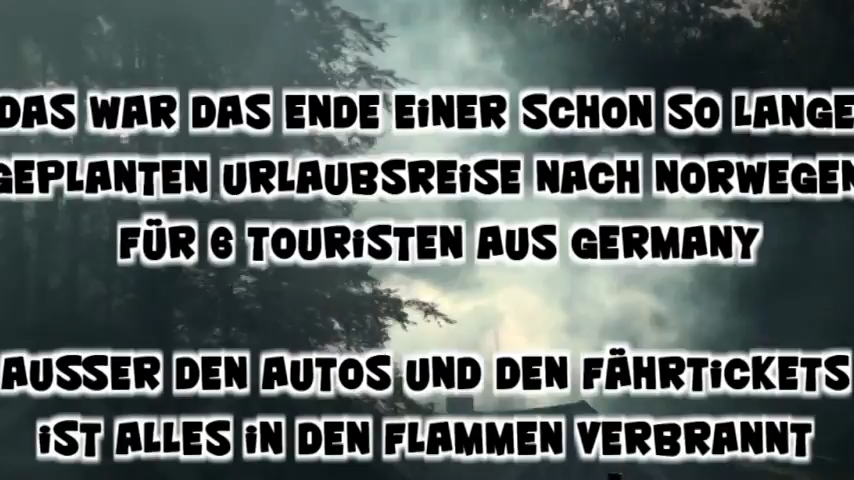 DAS WAR DAS ENDE EiNER SCHON SO LANGE
GEPLANTEN URLAUBSREiSE NACH NORWEGEN
FÜR 6 TOURiSTEN AUS GERMANY
AUSSER DEN AUTOS UND DEN FÄHRTiCKETS
iST ALLES iN DEN FLAMMEN VERBRANNT